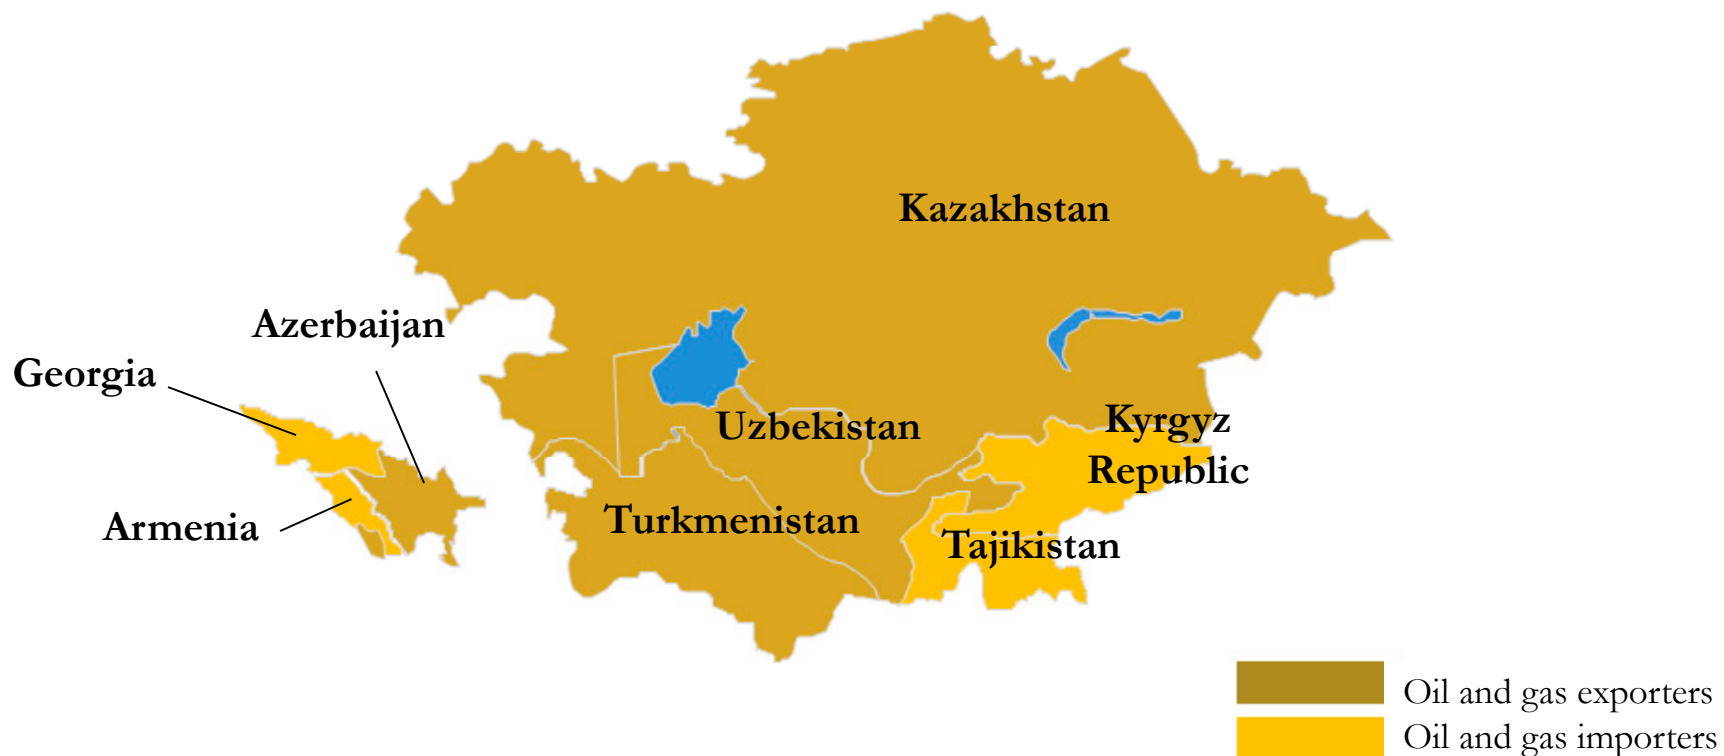 Kazakhstan
Azerbaijan
Georgia
Uzbekistan
Kyrgyz
Republic
Armenia
Turkmenistan
Tajikistan
Oil and gas exporters
Oil and gas importers